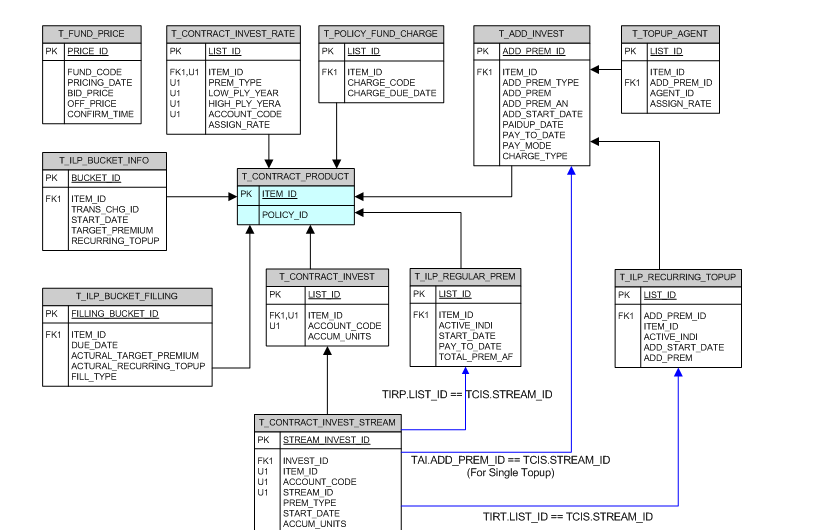 T_FUND_PRICE
PK PRICE_ID
FUND_CODE
PRICING_DATE
BID_PRICE
OFF_PRICE
CONFIRM_TIME
T_CONTRACT_INVEST_RATE
PK LIST_ID
FK1,U1 ITEM_ID
U1 PREM_TYPE
U1 LOW_PLY_YEAR
U1 HIGH_PLY_YERA
U1 ACCOUNT_CODE
ASSIGN_RATE
T_POLICY_FUND_CHARGE
PK LIST_ID
FK1 ITEM_ID
CHARGE_CODE
CHARGE_DUE_DATE
T_ADD_INVEST
PK ADD_PREM_ID
FK1 ITEM_ID
ADD_PREM_TYPE
ADD_PREM
ADD_PREM_AN
ADD_START_DATE
PAIDUP_DATE
PAY_TO_DATE
PAY_MODE
CHARGE_TYPE
T_TOPUP_AGENT
PK LIST_ID
ITEM_ID
FK1 ADD_PREM_ID
AGENT_ID
ASSIGN_RATE
T_ILP_BUCKET_INFO
PK BUCKET_ID
FK1 ITEM_ID
TRANS_CHG_ID
START_DATE
TARGET_PREMIUM
RECURRING_TOPUP
T_CONTRACT_PRODUCT
PK ITEM_ID
POLICY_ID
T_ILP_BUCKET_FILLING
PK FILLING_BUCKET_ID
FK1 ITEM_ID
DUE_DATE
ACTURAL_TARGET_PREMIUM
ACTURAL_RECURRING_TOPUP
FILL_TYPE
T_CONTRACT_INVEST
PK LIST_ID
FK1,U1 ITEM_ID
U1 ACCOUNT_CODE
ACCUM_UNITS
T_ILP_REGULAR_PREM
PK LIST_ID
FK1 ITEM_ID
ACTIVE_INDI
START_DATE
PAY_TO_DATE
TOTAL_PREM_AF
T_ILP_RECURRING_TOPUP
PK LIST_ID
FK1 ADD_PREM_ID
ITEM_ID
ACTIVE_INDI
ADD_START_DATE
ADD_PREM
TIRP.LIST_ID == TCIS.STREAM_ID
T_CONTRACT_INVEST_STREAM
PK STREAM_INVEST_ID
FK1 INVEST_ID
U1 ITEM_ID
U1 ACCOUNT_CODE
U1 STREAM_ID
PREM_TYPE
START_DATE
ACCUM_UNITS
TAI.ADD_PREM_ID == TCIS.STREAM_ID
(For Single Topup)
TIRT.LIST_ID == TCIS.STREAM_ID